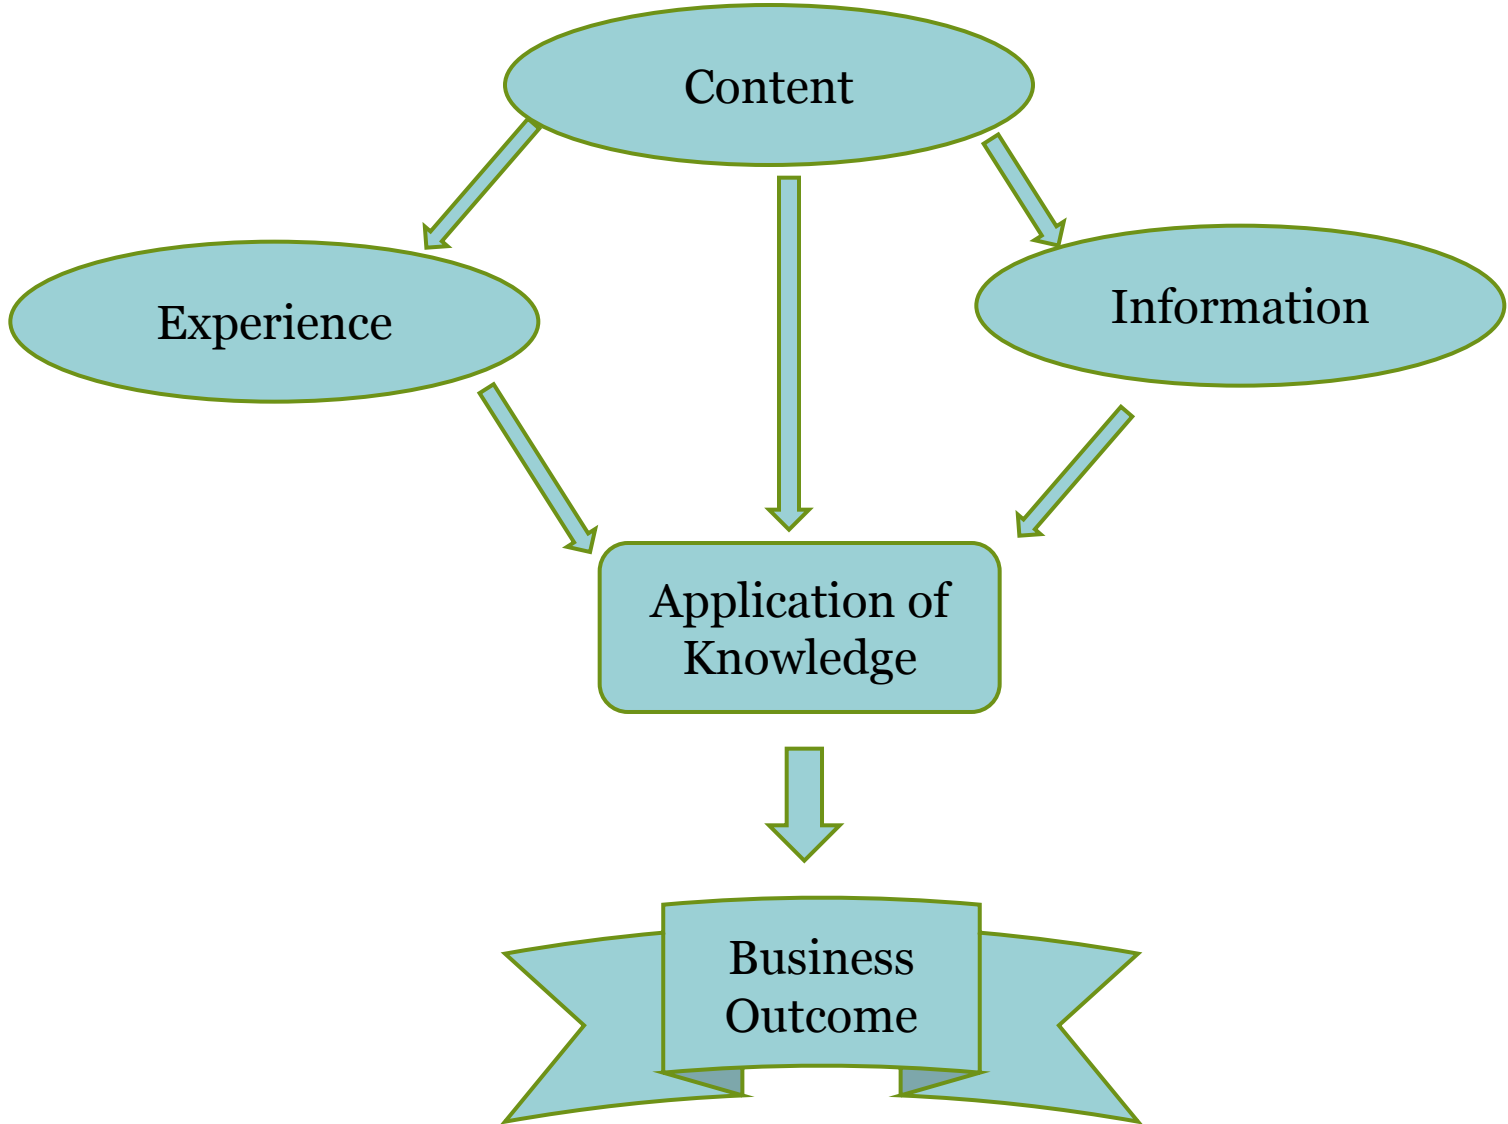 Content
Experience
Information
Application of
Knowledge
Business
Outcome